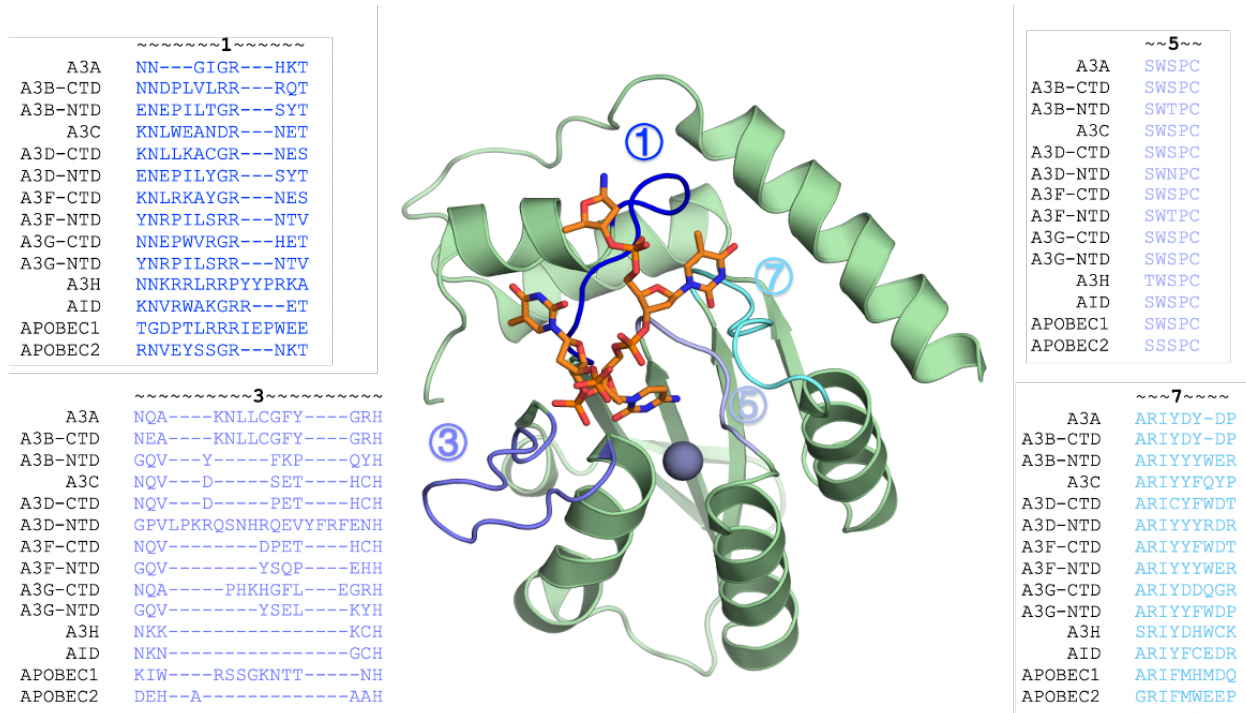 ~~~~~~~1~~~~~~
A3A NN---GIGR---HKT
A3B-CTD NNDPLVLRR---RQT
A3B-NTD ENEPILTGR---SYT
A3C KNLWEANDR---NET
A3D-CTD KNLLKACGR---NES
A3D-NTD ENEPILYGR---SYT
A3F-CTD KNLRKAYGR---NES
A3F-NTD YNRPILSRR---NTV
A3G-CTD NNEPWVRGR---HET
A3G-NTD YNRPILSRR---NTV
A3H NNKRRLRRPYYPRKA
AID KNVRWAKGRR---ET
APOBEC1 TGDPTLRRRIEPWEE
APOBEC2 RNVEYSSGR---NKT
~~~~~~~~~~3~~~~~~~~~~
A3A NQA----KNLLCGFY----GRH
A3B-CTD NEA----KNLLCGFY----GRH
A3B-NTD GQV---Y-----FKP----QYH
A3C NQV---D-----SET----HCH
A3D-CTD NQV---D-----PET----HCH
A3D-NTD GPVLPKRQSNHRQEVYFRFENH
A3F-CTD NQV--------DPET----HCH
A3F-NTD GQV--------YSQP----EHH
A3G-CTD NQA-----PHKHGFL---EGRH
A3G-NTD GQV--------YSEL----KYH
A3H NKK----------------KCH
AID NKN----------------GCH
APOBEC1 KIW----RSSGKNTT-----NH
APOBEC2 DEH--A-------------AAH
①
③
⑤
⑦
~~5~~
A3A SWSPC
A3B-CTD SWSPC
A3B-NTD SWTPC
A3C SWSPC
A3D-CTD SWSPC
A3D-NTD SWNPC
A3F-CTD SWSPC
A3F-NTD SWTPC
A3G-CTD SWSPC
A3G-NTD SWSPC
A3H TWSPC
AID SWSPC
APOBEC1 SWSPC
APOBEC2 SSSPC
~~~7~~~~
A3A ARIYDY-DP
A3B-CTD ARIYDY-DP
A3B-NTD ARIYYYWER
A3C ARIYYFQYP
A3D-CTD ARICYFWDT
A3D-NTD ARIYYYRDR
A3F-CTD ARIYYFWDT
A3F-NTD ARIYYYWER
A3G-CTD ARIYDDQGR
A3G-NTD ARIYYFWDP
A3H SRIYDHWCK
AID ARIYFCEDR
APOBEC1 ARIFMHMDQ
APOBEC2 GRIFMWEEP